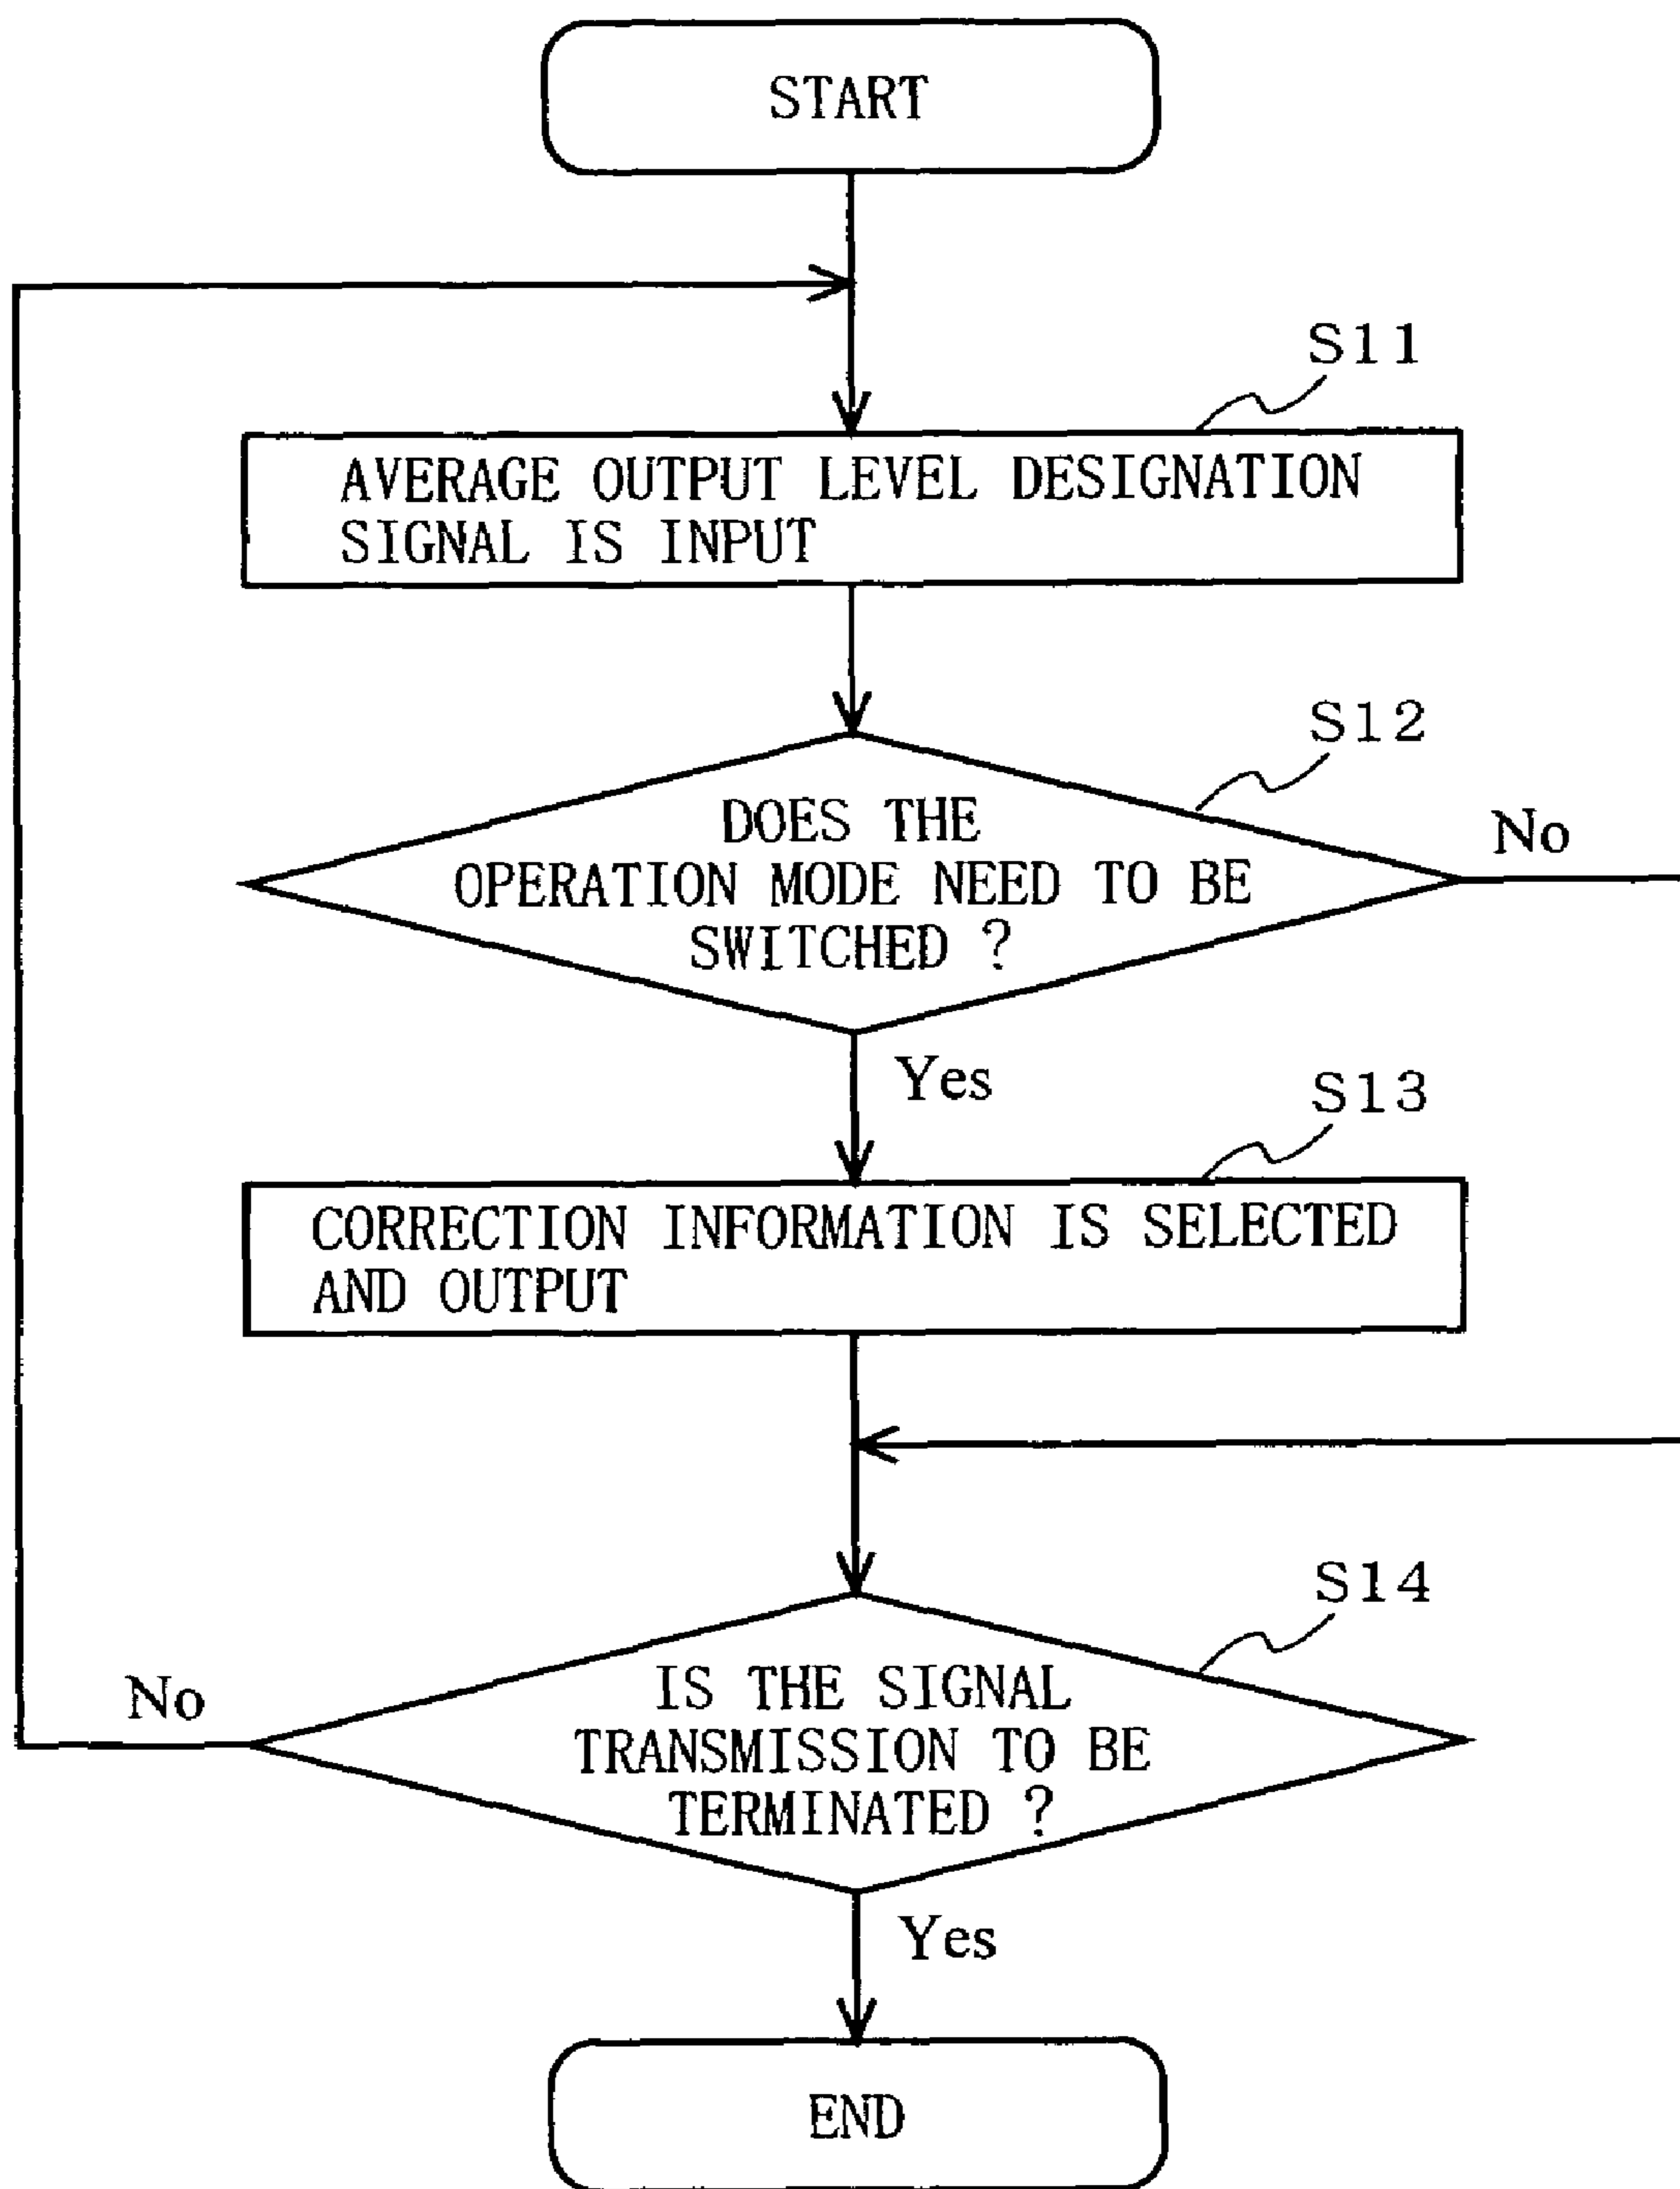 START
S11
AVERAGE OUTPUT LEVEL DESIGNATION
SIGNAL IS INPUT
S12
DOES THE
OPERATION MODE NEED TO BE
SWITCHED ?
No
Yes
S13
CORRECTION INFORMATION IS SELECTED
AND OUTPUT
S14
IS THE SIGNAL
TRANSMISSION TO BE
TERMINATED ?
No
Yes
END